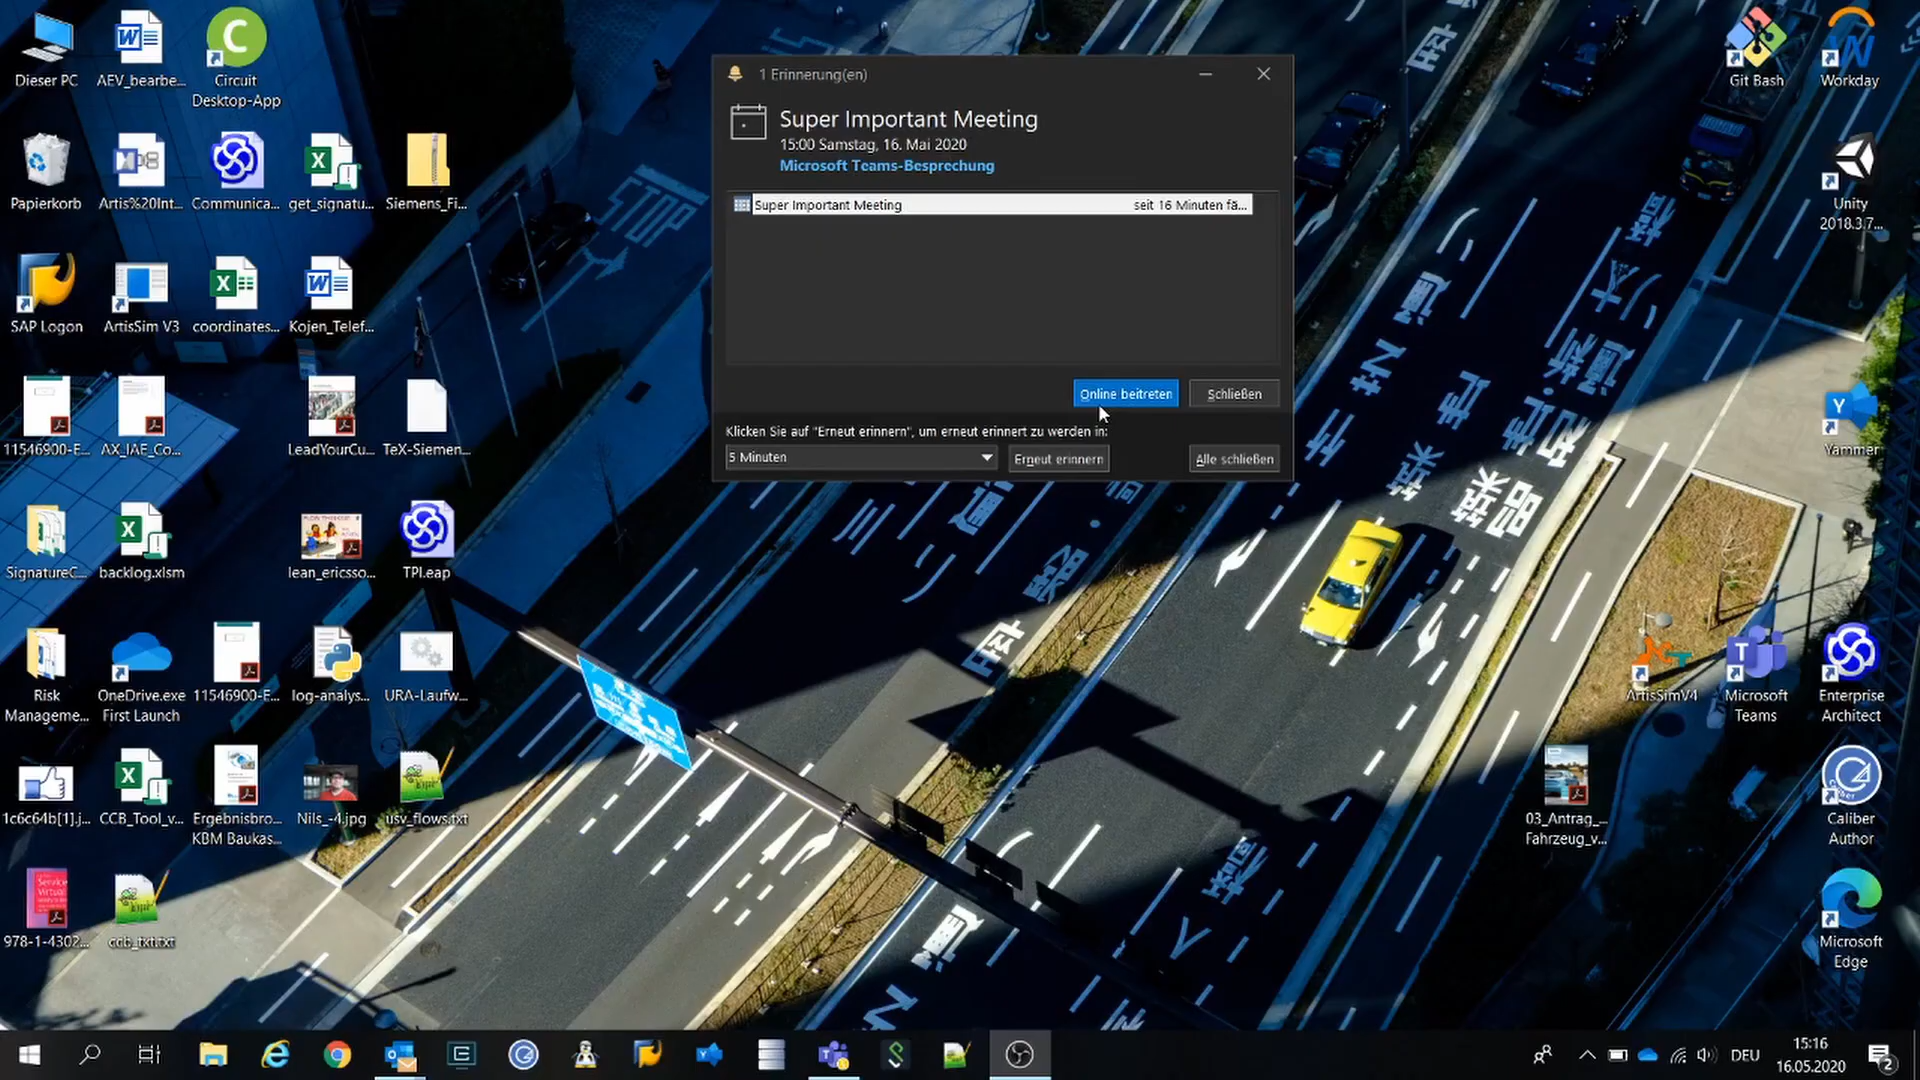 Dieser PC
AEV_bearbe...
Circuit
Desktop-App
Papierkorb
Artis%20Int...
Communica...
get_signatu...
Siemens_Fi...
SAP Logon
ArtisSim V3
coordinates...
Kojen_Telef...
11546900-E...
AX_IAE_Co...
LeadYourCu...
TeX-Siemen...
SignatureC...
backlog.xlsm
lean_ericsso...
TPI.eap
Risk
Manageme...
OneDrive.exe
First Launch
11546900-E...
log-analys...
URA-Laufw...
1c6c64b[1].j...
CCB_Tool_v...
Ergebnisbro...
KBM Baukas...
Nils_-4.jpg
usv_flows.txt
978-1-4302...
ccb_txt.txt
1 Erinnerung(en)
Super Important Meeting
15:00 Samstag, 16. Mai 2020
Microsoft Teams-Besprechung
Super Important Meeting
seit 16 Minuten fä...
Online beitreten
Schließen
Klicken Sie auf "Erneut erinnern", um erneut erinnert zu werden in:
5 Minuten
Erneut erinnern
Alle schließen
STOP
Git Bash
Workday
Unity
2018.3.7...
Yammer
ArtisSimV4
Microsoft
Teams
Enterprise
Architect
03_Antrag_...
Fahrzeug_v...
Caliber
Author
Microsoft
Edge
DEU
15:16
16.05.2020
2